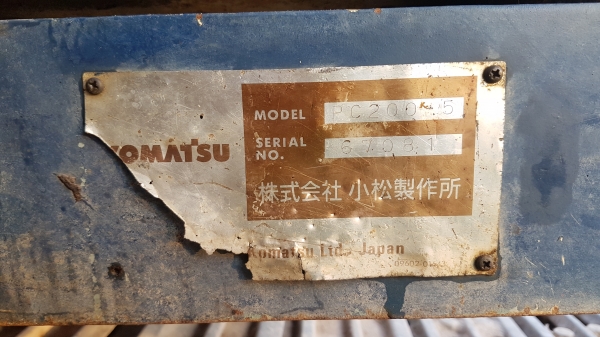 KOMATSU
MODEL PC200-5
SERIAL NO.
株式会社 小松製作所
Komatsu Ltd. Japan